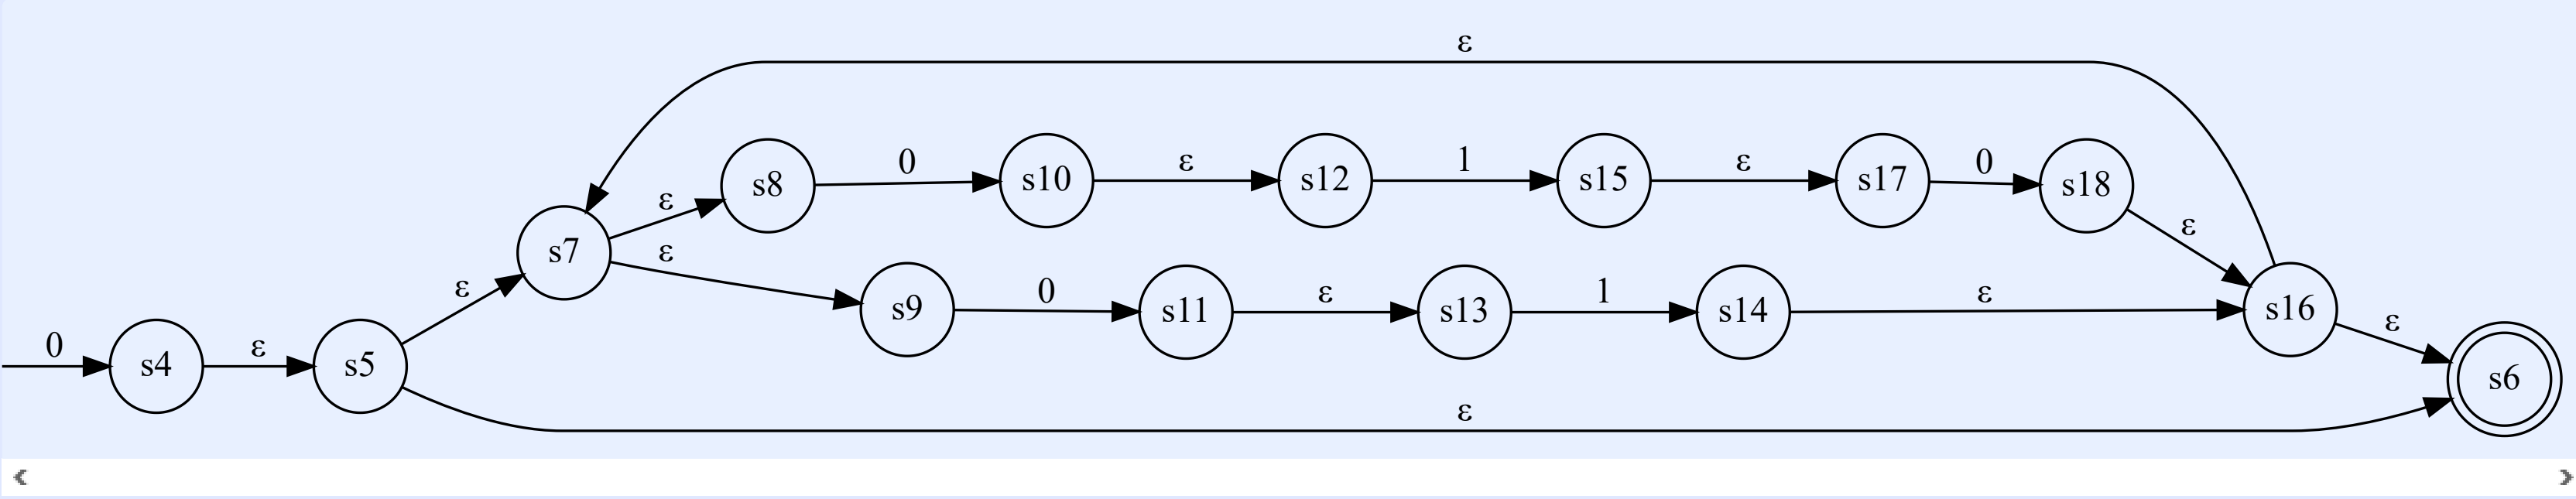 ε
0 ε 1 ε 0
s8 s10 s12 s15 s17 s18
ε ε
s7 ε
0 ε 1 ε
ε s9 s11 s13 s14 s16
0 ε ε
s4 s5 s6
ε